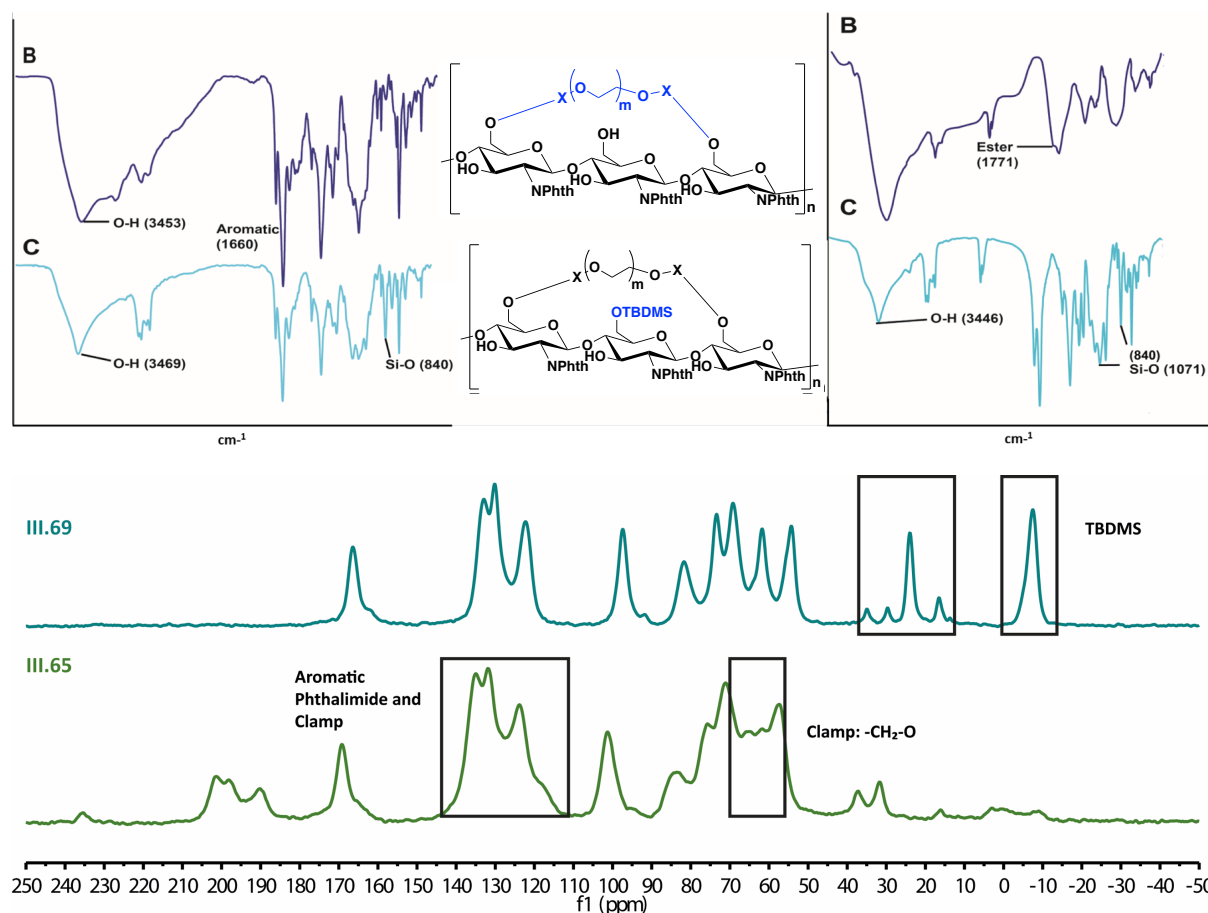 B
O-H (3453)
Aromatic
(1660)
C
O-H (3469)
Si-O (840)
cm-1
X
O
m
O
X
O
OH
O
O
O
HO
NPhth
O
O
HO
NPhth
O
O
HO
NPhth
n
X
O
m
O
X
O
OTBDMS
O
O
O
HO
NPhth
O
O
HO
NPhth
O
O
HO
NPhth
n
B
Ester
(1771)
C
O-H (3446)
(840)
Si-O (1071)
cm-1
III.69
TBDMS
III.65
Aromatic
Phthalimide and
Clamp
Clamp: -CH₂-O
250 240 230 220 210 200 190 180 170 160 150 140 130 120 110 100 90 80 70 60 50 40 30 20 10 0 -10 -20 -30 -40 -50
f1 (ppm)